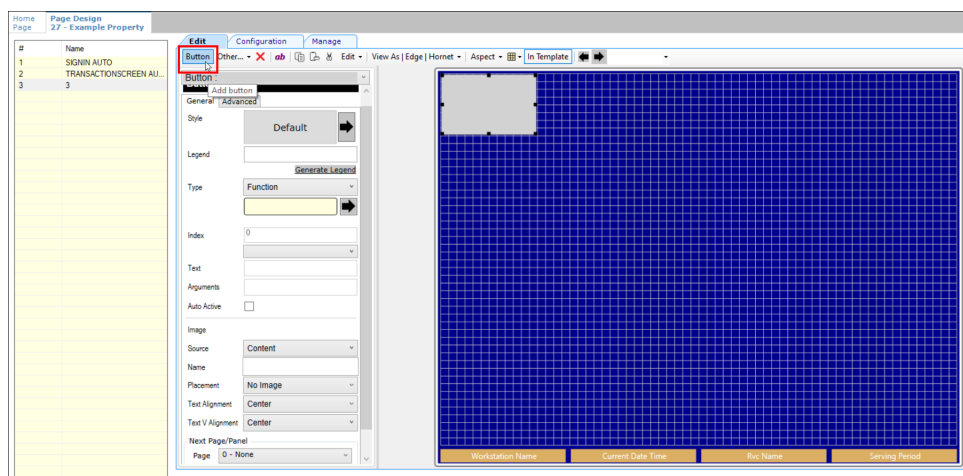 Home Page Design
Page 27 - Example Property
# Name
1 SIGNIN AUTO
2 TRANSACTIONSCREEN AU...
3 3
Edit Configuration Manage
Button Other... ab Edit View As | Edge | Hornet Aspect In Template
Button :
Add button
General Advanced
Style Default
Legend
Generate Legend
Type Function
Index 0
Text
Arguments
Auto Active
Image
Source Content
Name
Placement No Image
Text Alignment Center
Text V Alignment Center
Next Page/Panel
Page 0 - None
Workstation Name Current Date Time Rvc Name Serving Period